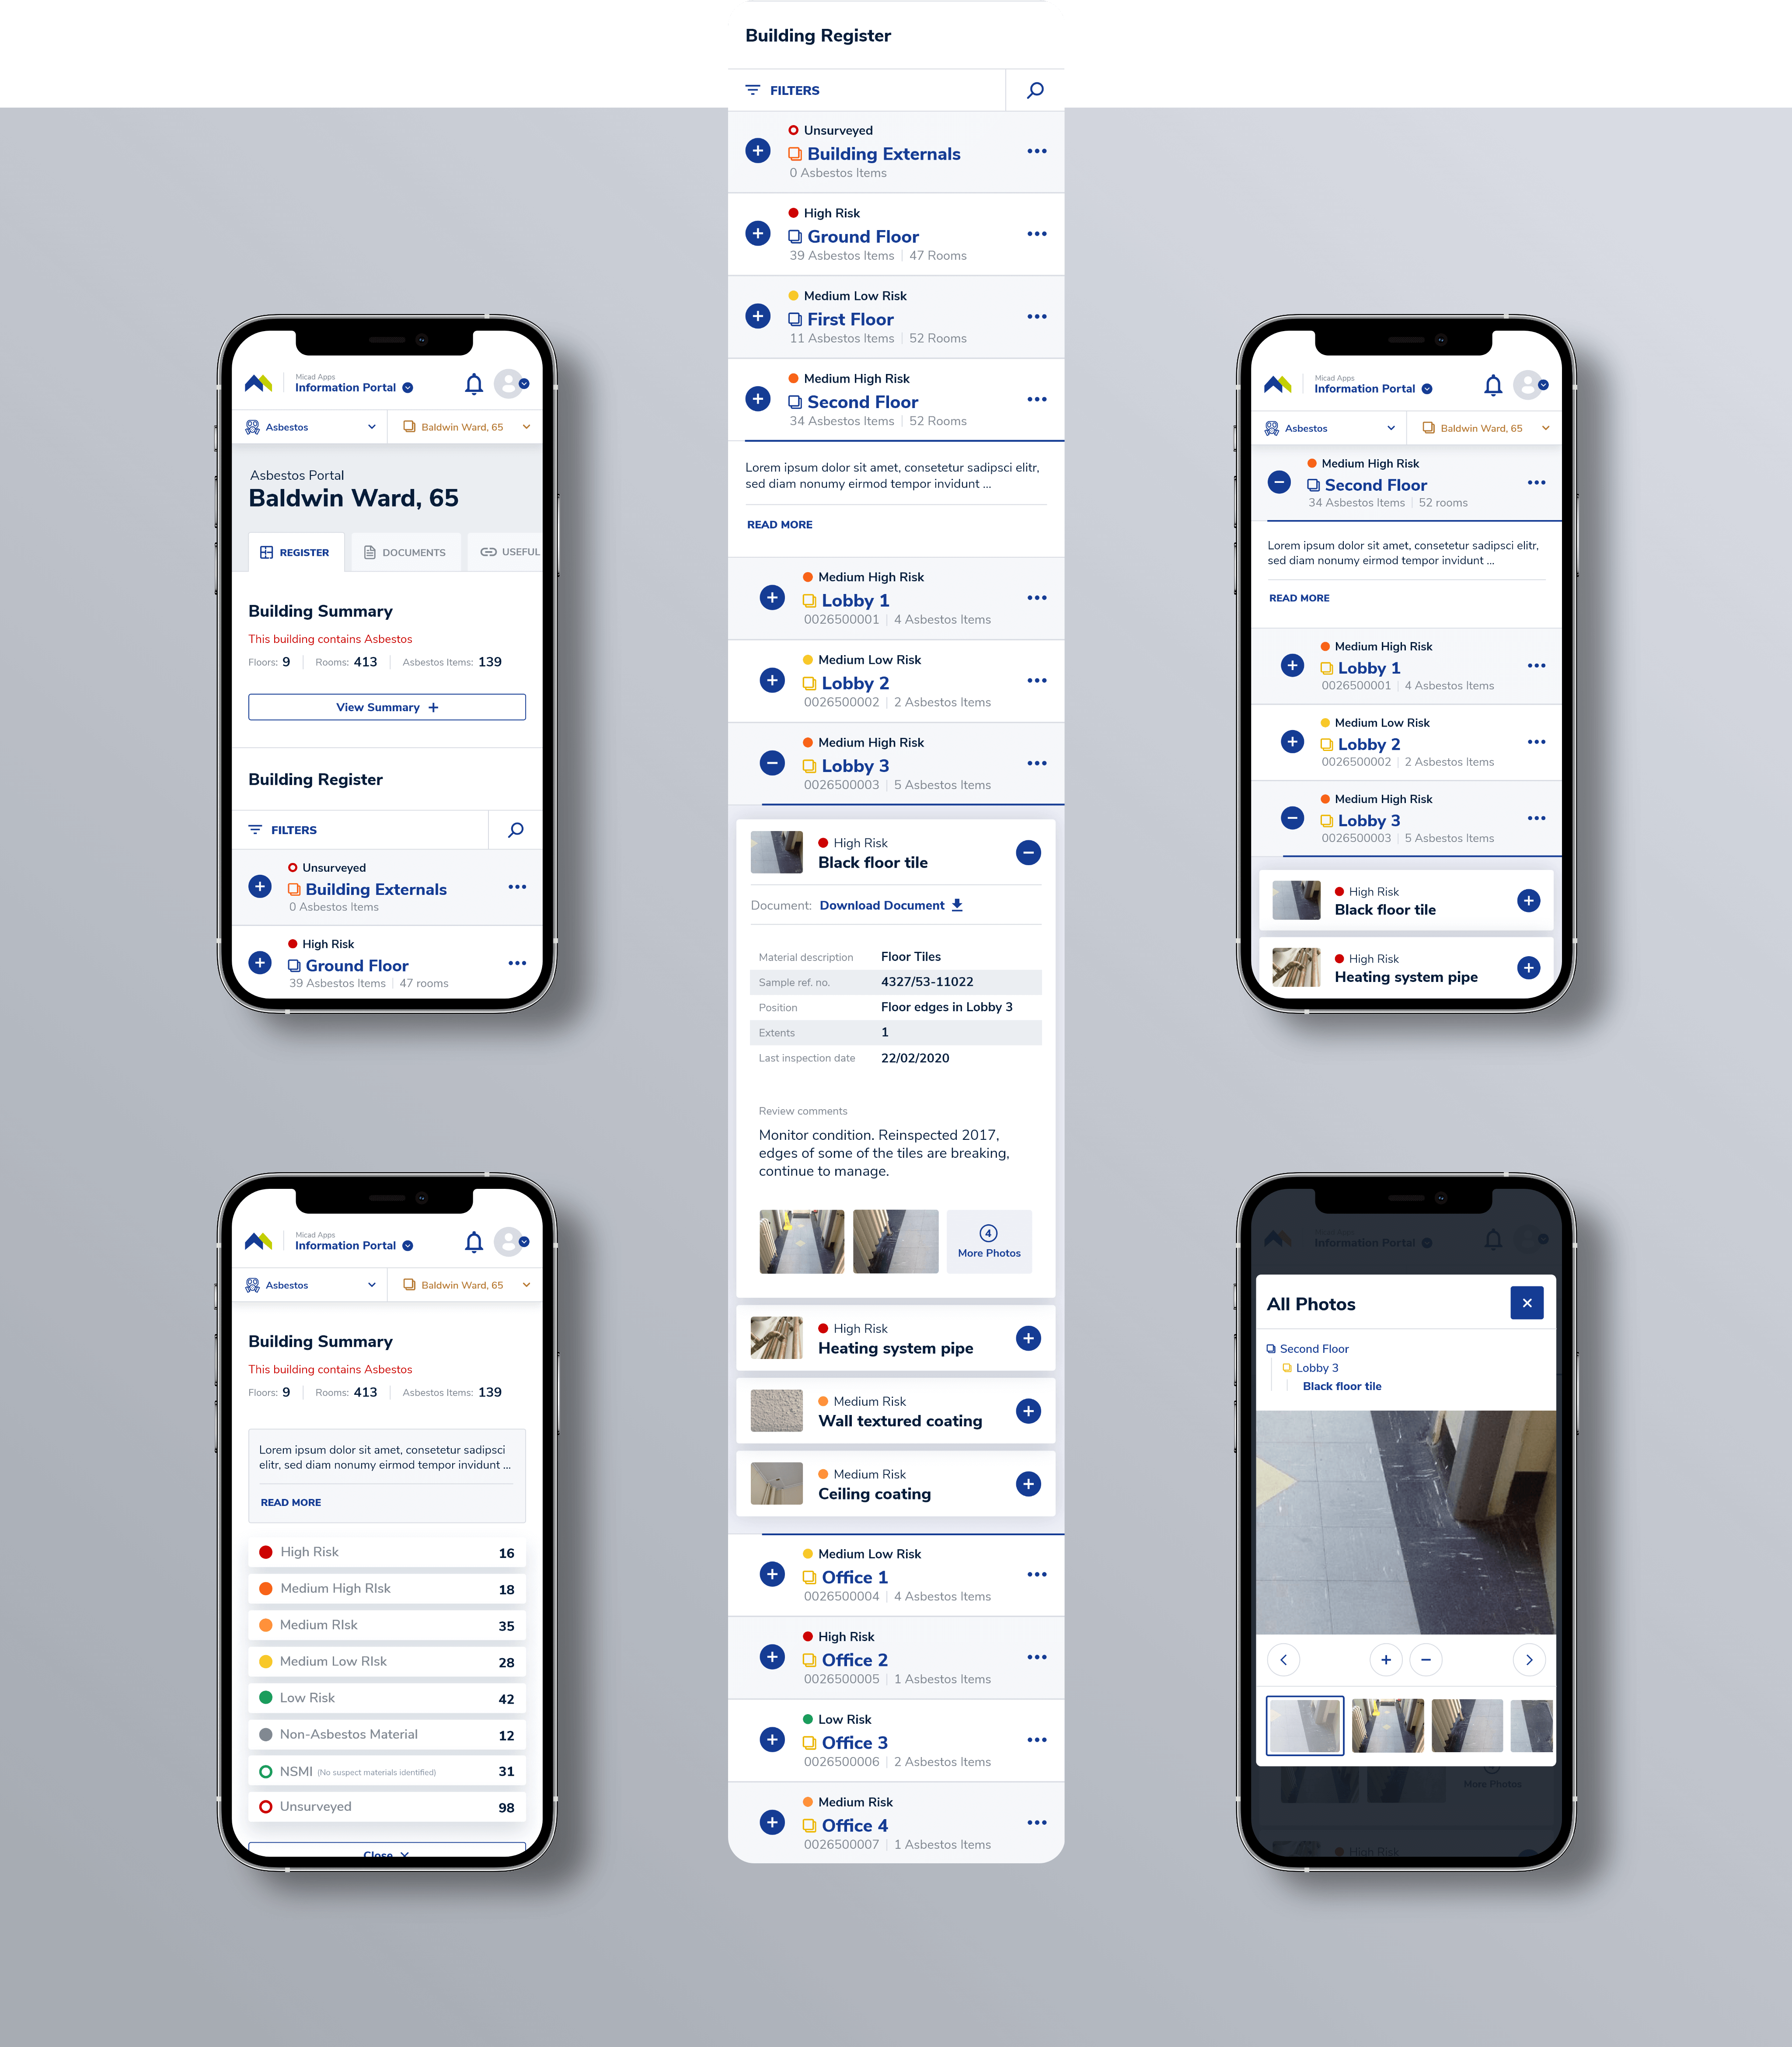 Building Register
FILTERS
Unsurveyed
Building Externals
0 Asbestos Items
High Risk
Ground Floor
39 Asbestos Items | 47 Rooms
Medium Low Risk
First Floor
11 Asbestos Items | 52 Rooms
Medium High Risk
Second Floor
34 Asbestos Items | 52 Rooms
Lorem ipsum dolor sit amet, consetetur sadipsci elitr,
sed diam nonumy eirmod tempor invidunt ...
READ MORE
Medium High Risk
Lobby 1
0026500001 | 4 Asbestos Items
Medium Low Risk
Lobby 2
0026500002 | 2 Asbestos Items
Medium High Risk
Lobby 3
0026500003 | 5 Asbestos Items
High Risk
Black floor tile
Document: Download Document
Material description Floor Tiles
Sample ref. no. 4327/53-11022
Position Floor edges in Lobby 3
Extents 1
Last inspection date 22/02/2020
Review comments
Monitor condition. Reinspected 2017,
edges of some of the tiles are breaking,
continue to manage.
4
More Photos
High Risk
Heating system pipe
Medium Risk
Wall textured coating
Medium Risk
Ceiling coating
Medium Low Risk
Office 1
0026500004 | 4 Asbestos Items
High Risk
Office 2
0026500005 | 1 Asbestos Items
Low Risk
Office 3
0026500006 | 2 Asbestos Items
Medium Risk
Office 4
0026500007 | 1 Asbestos Items
Micad Apps
Information Portal
Asbestos
Baldwin Ward, 65
Asbestos Portal
Baldwin Ward, 65
REGISTER
DOCUMENTS
USEFUL
Building Summary
This building contains Asbestos
Floors: 9 | Rooms: 413 | Asbestos Items: 139
View Summary +
Building Register
FILTERS
Unsurveyed
Building Externals
0 Asbestos Items
High Risk
Ground Floor
39 Asbestos Items | 47 rooms
Micad Apps
Information Portal
Asbestos
Baldwin Ward, 65
Medium High Risk
Second Floor
34 Asbestos Items | 52 rooms
Lorem ipsum dolor sit amet, consetetur sadipsci elitr,
sed diam nonumy eirmod tempor invidunt ...
READ MORE
Medium High Risk
Lobby 1
0026500001 | 4 Asbestos Items
Medium Low Risk
Lobby 2
0026500002 | 2 Asbestos Items
Medium High Risk
Lobby 3
0026500003 | 5 Asbestos Items
High Risk
Black floor tile
High Risk
Heating system pipe
Micad Apps
Information Portal
Asbestos
Baldwin Ward, 65
Building Summary
This building contains Asbestos
Floors: 9 | Rooms: 413 | Asbestos Items: 139
Lorem ipsum dolor sit amet, consetetur sadipsci
elitr, sed diam nonumy eirmod tempor invidunt ...
READ MORE
High Risk 16
Medium High RIsk 18
Medium RIsk 35
Medium Low RIsk 28
Low Risk 42
Non-Asbestos Material 12
NSMI (No suspect materials identified) 31
Unsurveyed 98
Close
Micad Apps
Information Portal
All Photos
Second Floor
Lobby 3
Black floor tile
More Photos
High Risk